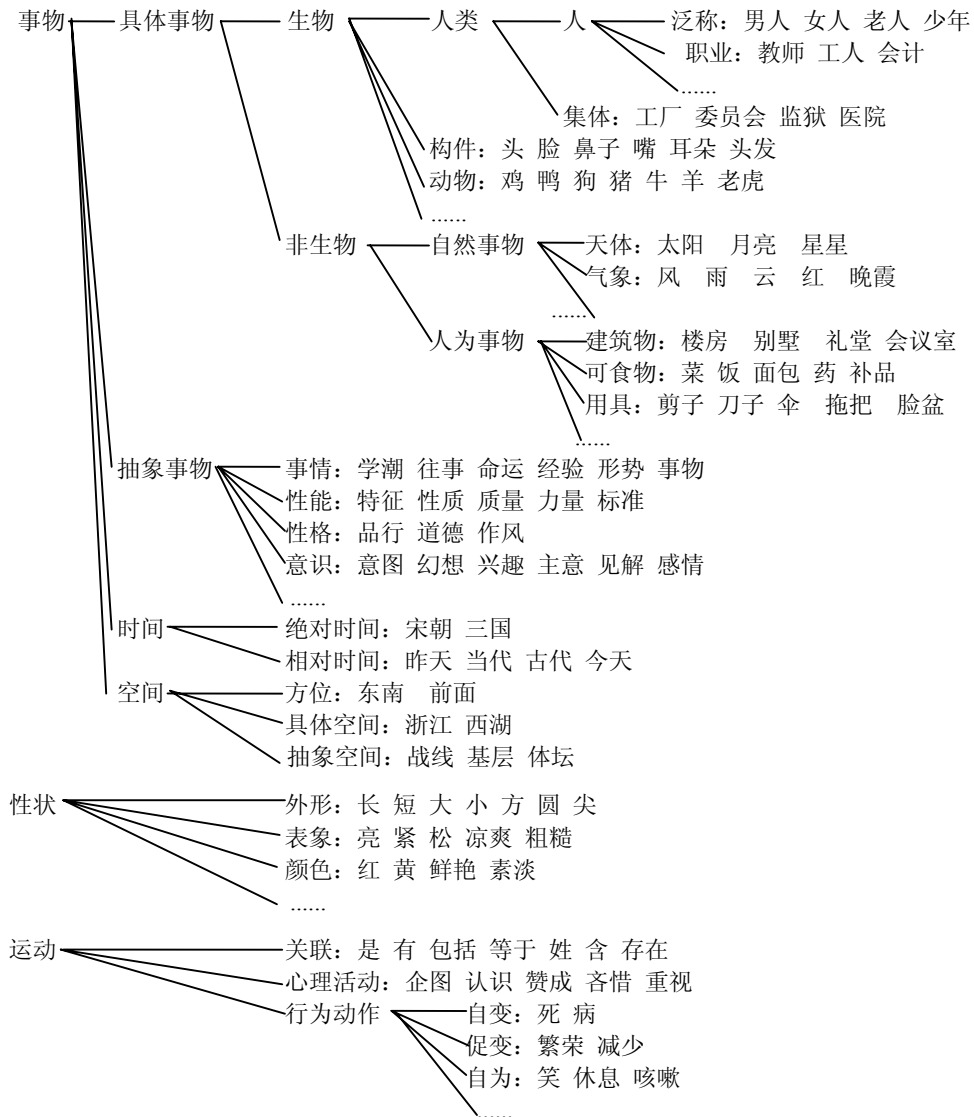 事物 具体事物 生物 人类 人 泛称：男人 女人 老人 少年
职业：教师 工人 会计
......
集体：工厂 委员会 监狱 医院
构件：头 脸 鼻子 嘴 耳朵 头发
动物：鸡 鸭 狗 猪 牛 羊 老虎
......
非生物 自然事物 天体：太阳 月亮 星星
气象：风 雨 云 红 晚霞
......
人为事物 建筑物：楼房 别墅 礼堂 会议室
可食物：菜 饭 面包 药 补品
用具：剪子 刀子 伞 拖把 脸盆
......
抽象事物 事情：学潮 往事 命运 经验 形势 事物
性能：特征 性质 质量 力量 标准
性格：品行 道德 作风
意识：意图 幻想 兴趣 主意 见解 感情
......
时间 绝对时间：宋朝 三国
相对时间：昨天 当代 古代 今天
空间 方位：东南 前面
具体空间：浙江 西湖
抽象空间：战线 基层 体坛
性状 外形：长 短 大 小 方 圆 尖
表象：亮 紧 松 凉爽 粗糙
颜色：红 黄 鲜艳 素淡
......
运动 关联：是 有 包括 等于 姓 含 存在
心理活动：企图 认识 赞成 吝惜 重视
行为动作 自变：死 病
促变：繁荣 减少
自为：笑 休息 咳嗽
......